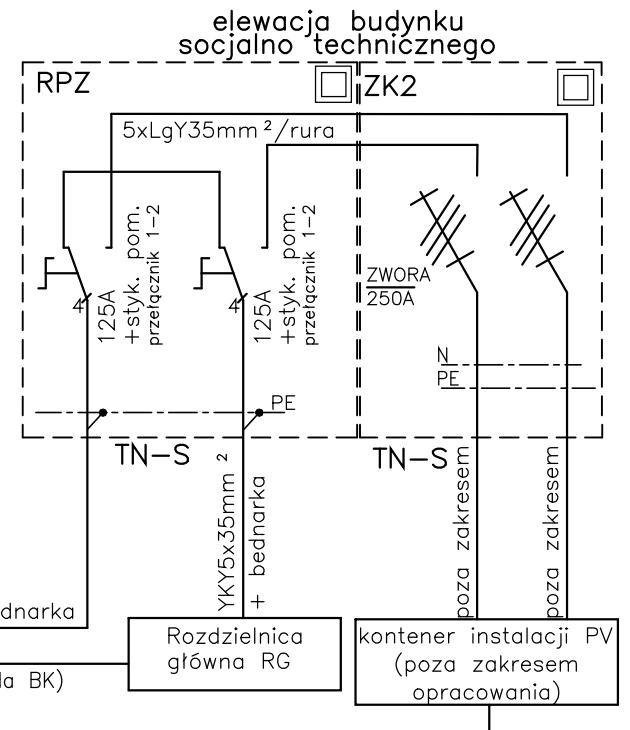 elewacja budynku
socjalno technicznego
RPZ
ZK2
5xLgY35mm²/rura
4
125A
+styk. pom.
przełącznik 1-2
4
125A
+styk. pom.
przełącznik 1-2
ZWORA
250A
N
PE
PE
TN-S
TN-S
YKY5x35mm²
+ bednarka
poza zakresem
poza zakresem
dnarka
Rozdzielnica
główna RG
la BK)
kontener instalacji PV
(poza zakresem
opracowania)